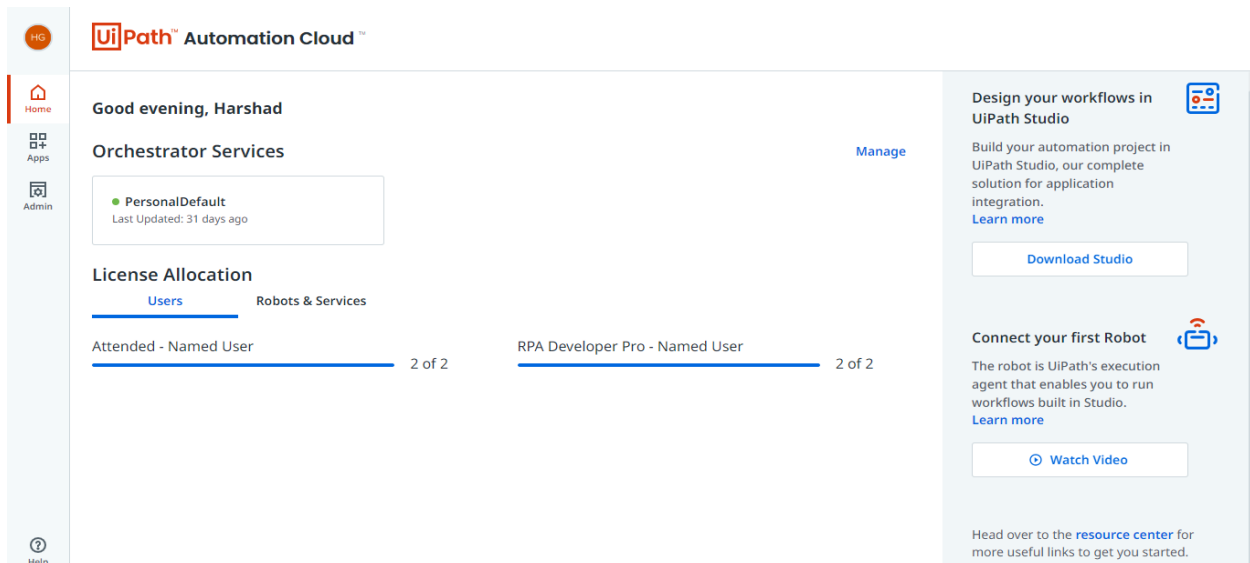 HG
UiPath™ Automation Cloud ™
Home
Apps
Admin
Help
Good evening, Harshad
Orchestrator Services
Manage
PersonalDefault
Last Updated: 31 days ago
License Allocation
Users
Robots & Services
Attended - Named User
2 of 2
RPA Developer Pro - Named User
2 of 2
Design your workflows in
UiPath Studio
Build your automation project in
UiPath Studio, our complete
solution for application
integration.
Learn more
Download Studio
Connect your first Robot
The robot is UiPath's execution
agent that enables you to run
workflows built in Studio.
Learn more
Watch Video
Head over to the resource center for
more useful links to get you started.